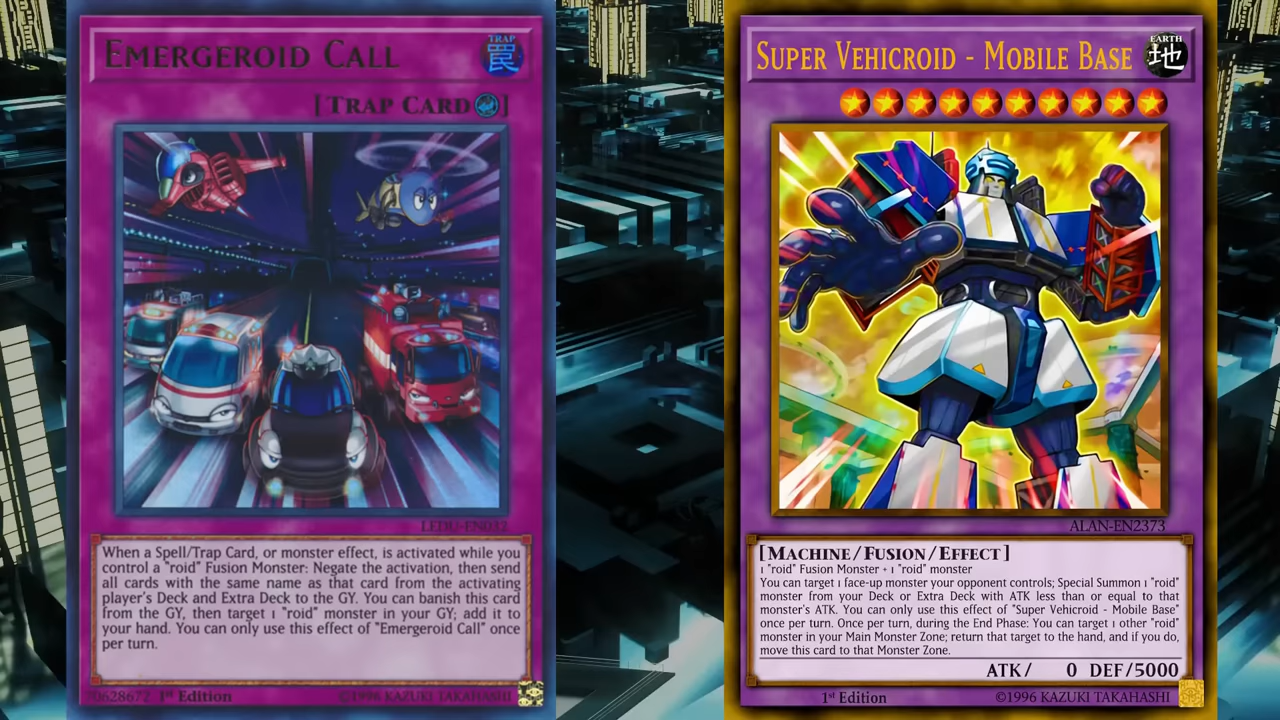 EMERGEROID CALL
TRAP
罠
[TRAP CARD]
LEDU-EN032
When a Spell/Trap Card, or monster effect, is activated while you
control a "roid" Fusion Monster: Negate the activation, then send
all cards with the same name as that card from the activating
player's Deck and Extra Deck to the GY. You can banish this card
from the GY, then target 1 "roid" monster in your GY; add it to
your hand. You can only use this effect of "Emergeroid Call" once
per turn.
70628672 1st Edition
©1996 KAZUKI TAKAHASHI
SUPER VEHICROID - MOBILE BASE
EARTH
地
ALAN-EN2373
[MACHINE/FUSION/EFFECT]
1 "roid" Fusion Monster + 1 "roid" monster
You can target 1 face-up monster your opponent controls; Special Summon 1 "roid"
monster from your Deck or Extra Deck with ATK less than or equal to that
monster's ATK. You can only use this effect of "Super Vehicroid - Mobile Base"
once per turn. Once per turn, during the End Phase: You can target 1 other "roid"
monster in your Main Monster Zone; return that target to the hand, and if you do,
move this card to that Monster Zone.
ATK/ 0 DEF/5000
1st Edition
©1996 KAZUKI TAKAHASHI